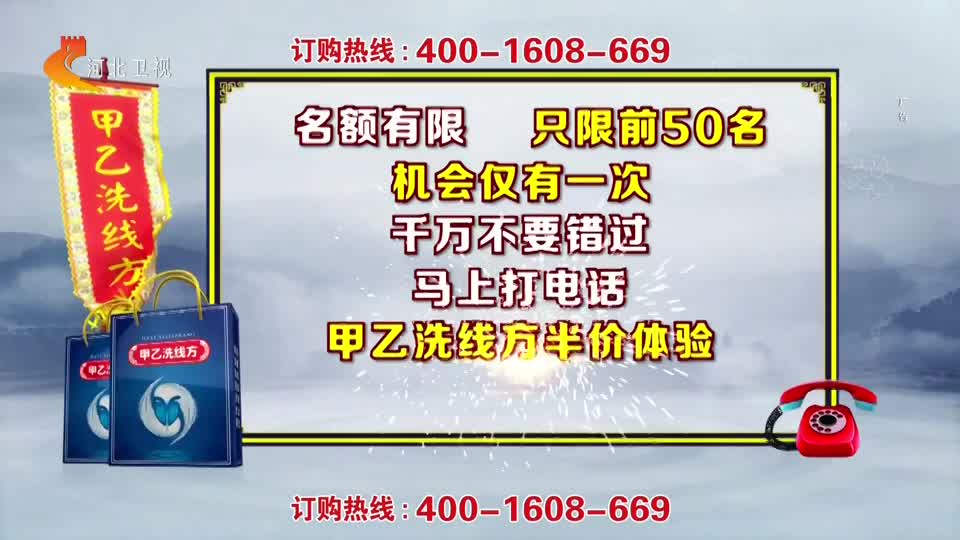 订购热线:400-1608-669
河北卫视
广告
名额有限 只限前50名
机会仅有一次
千万不要错过
马上打电话
甲乙洗线方半价体验
甲乙洗线方
甲乙洗线方
甲乙洗线方
订购热线:400-1608-669